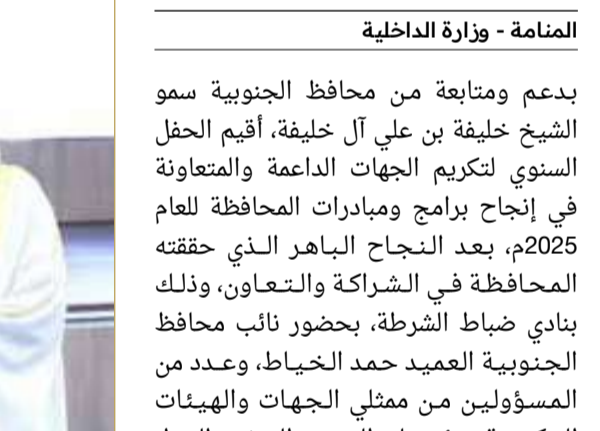 المنامة - وزارة الداخلية
بدعم ومتابعة من محافظ الجنوبية سمو
الشيخ خليفة بن علي آل خليفة، أقيم الحفل
السنوي لتكريم الجهات الداعمة والمتعاونة
في إنجاح برامج ومبادرات المحافظة للعام
2025م، بعد النجاح الباهر الذي حققته
المحافظة في الشراكة والتعاون، وذلك
بنادي ضباط الشرطة، بحضور نائب محافظ
الجنوبية العميد حمد الخياط، وعدد من
المسؤولين من ممثلي الجهات والهيئات